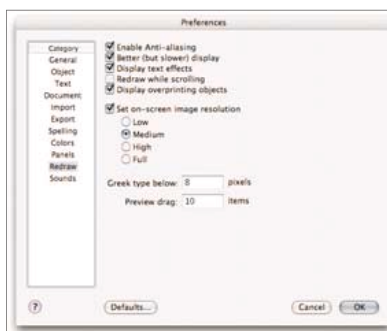 Preferences
Category
General
Object
Text
Document
Import
Export
Spelling
Colors
Panels
Redraw
Sounds
Enable Anti-aliasing
Better (but slower) display
Display text effects
Redraw while scrolling
Display overprinting objects
Set on-screen image resolution
Low
Medium
High
Full
Greek type below: 8 pixels
Preview drag: 10 items
? Defaults... Cancel OK